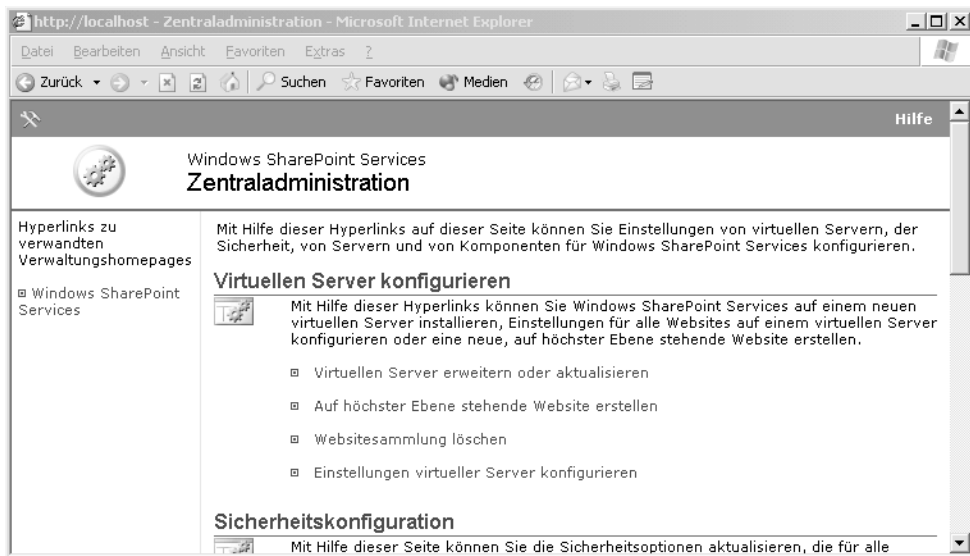 http://localhost - Zentraladministration - Microsoft Internet Explorer
Datei Bearbeiten Ansicht Favoriten Extras ?
Zurück Suchen Favoriten Medien
Hilfe
Windows SharePoint Services
Zentraladministration
Hyperlinks zu
verwandten
Verwaltungshomepages
Windows SharePoint
Services
Mit Hilfe dieser Hyperlinks auf dieser Seite können Sie Einstellungen von virtuellen Servern, der
Sicherheit, von Servern und von Komponenten für Windows SharePoint Services konfigurieren.
Virtuellen Server konfigurieren
Mit Hilfe dieser Hyperlinks können Sie Windows SharePoint Services auf einem neuen
virtuellen Server installieren, Einstellungen für alle Websites auf einem virtuellen Server
konfigurieren oder eine neue, auf höchster Ebene stehende Website erstellen.
Virtuellen Server erweitern oder aktualisieren
Auf höchster Ebene stehende Website erstellen
Websitesammlung löschen
Einstellungen virtueller Server konfigurieren
Sicherheitskonfiguration
Mit Hilfe dieser Seite können Sie die Sicherheitsoptionen aktualisieren, die für alle